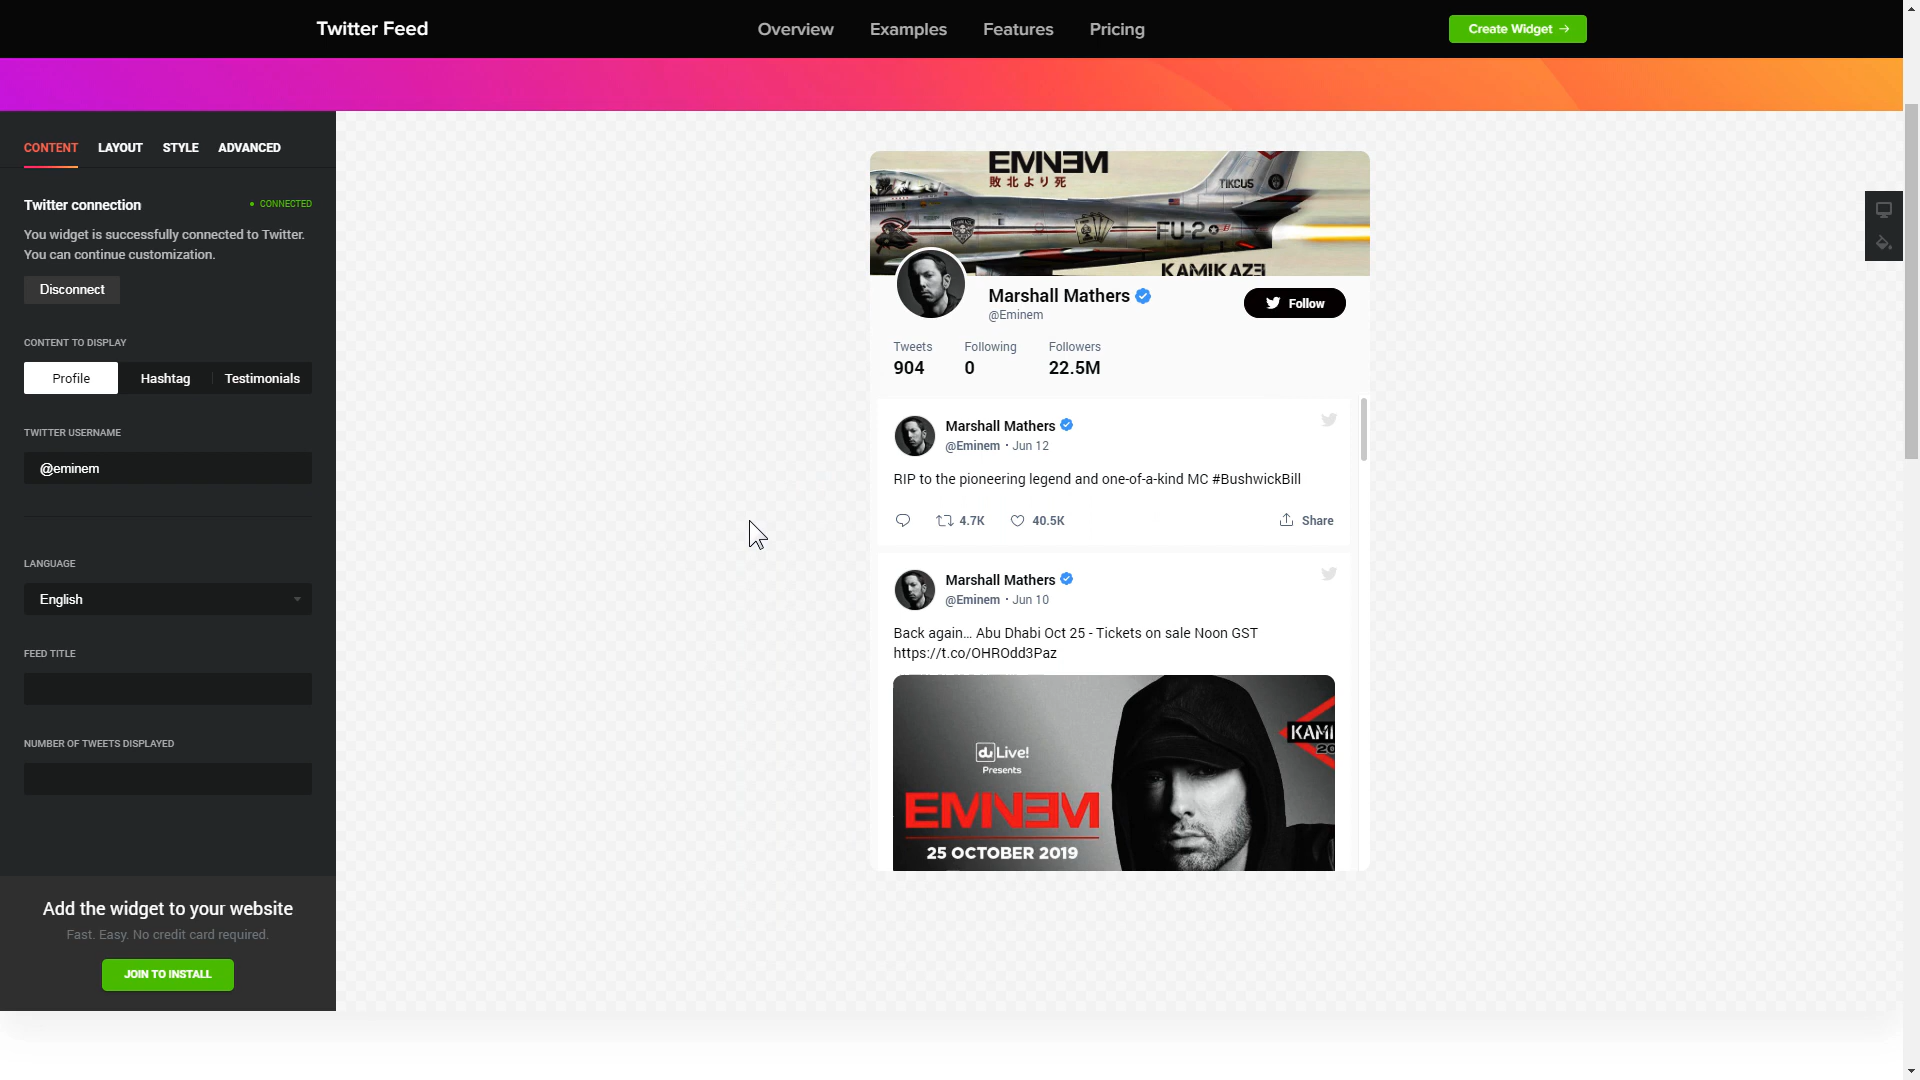 Twitter Feed
Overview
Examples
Features
Pricing
Create Widget →
CONTENT
LAYOUT
STYLE
ADVANCED
Twitter connection
• CONNECTED
You widget is successfully connected to Twitter.
You can continue customization.
Disconnect
CONTENT TO DISPLAY
Profile
Hashtag
Testimonials
TWITTER USERNAME
@eminem
LANGUAGE
English
FEED TITLE
NUMBER OF TWEETS DISPLAYED
Add the widget to your website
Fast. Easy. No credit card required.
JOIN TO INSTALL
EMINEM
敗北より死
TIKCUS
FU-2
KAMIKAZE
Marshall Mathers
@Eminem
Follow
Tweets
Following
Followers
904
0
22.5M
Marshall Mathers
@Eminem • Jun 12
RIP to the pioneering legend and one-of-a-kind MC #BushwickBill
4.7K
40.5K
Share
Marshall Mathers
@Eminem • Jun 10
Back again… Abu Dhabi Oct 25 - Tickets on sale Noon GST
https://t.co/OHROdd3Paz
du Live!
Presents
KAMI
20
EMINEM
25 OCTOBER 2019